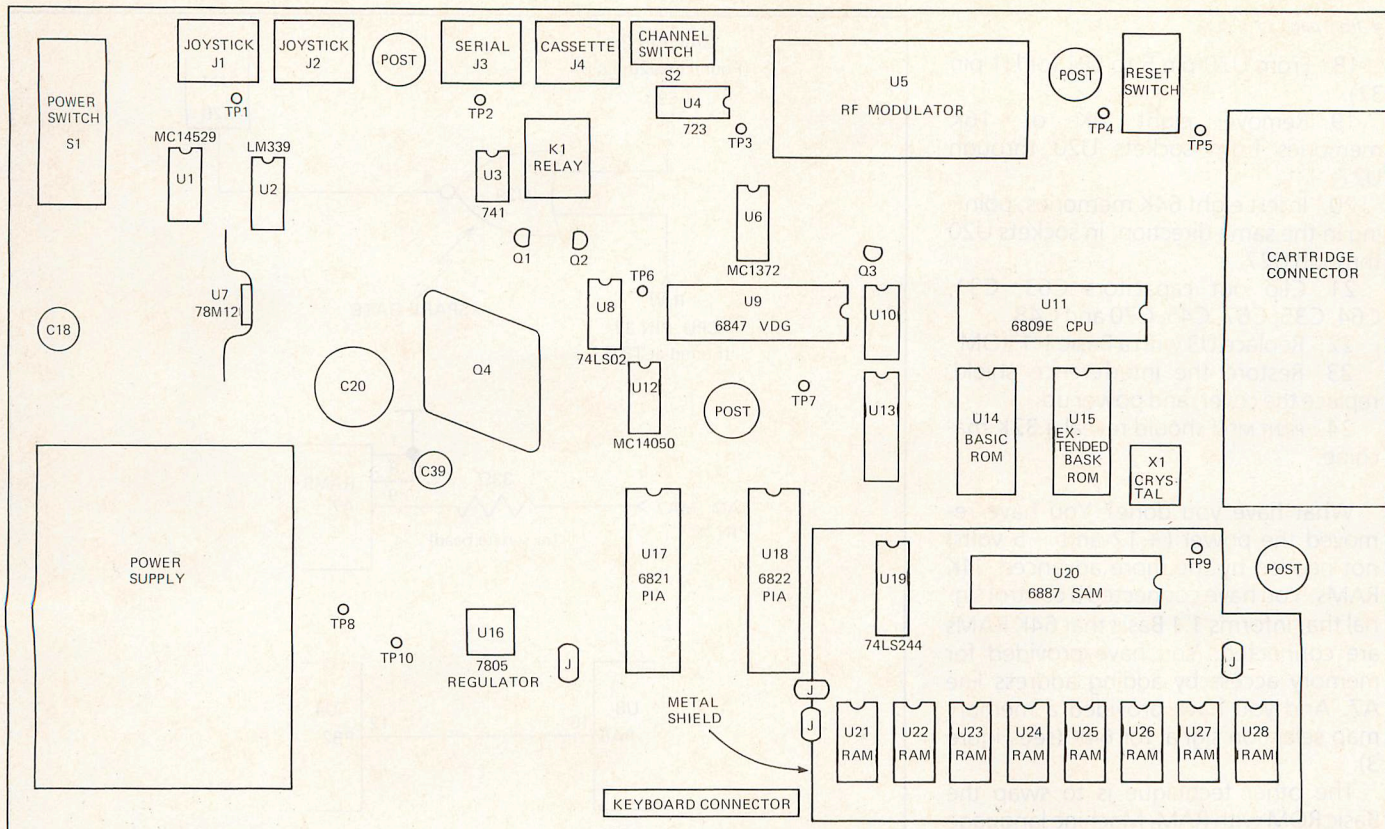 JOYSTICK
J1
JOYSTICK
J2
POST
SERIAL
J3
CASSETTE
J4
CHANNEL
SWITCH
S2
U5
RF MODULATOR
POST
RESET
SWITCH
POWER
SWITCH
S1
TP1
TP2
U4
723
TP3
TP4
TP5
MC14529
U1
LM339
U2
U3
741
K1
RELAY
U6
MC1372
Q1
Q2
Q3
CARTRIDGE
CONNECTOR
U7
78M12
C18
TP6
U8
74LS02
U9
6847 VDG
U10
U11
6809E CPU
C20
Q4
U12
MC14050
POST
TP7
U13
U14
BASIC
ROM
U15
EX-
TENDED
BASK
ROM
X1
CRYS-
TAL
C39
POWER
SUPPLY
U17
6821
PIA
U18
6822
PIA
U19
74LS244
U20
6887 SAM
TP9
POST
TP8
TP10
U16
7805
REGULATOR
J
J
J
J
METAL
SHIELD
U21
RAM
U22
RAM
U23
RAM
U24
RAM
U25
RAM
U26
RAM
U27
RAM
U28
RAM
KEYBOARD CONNECTOR